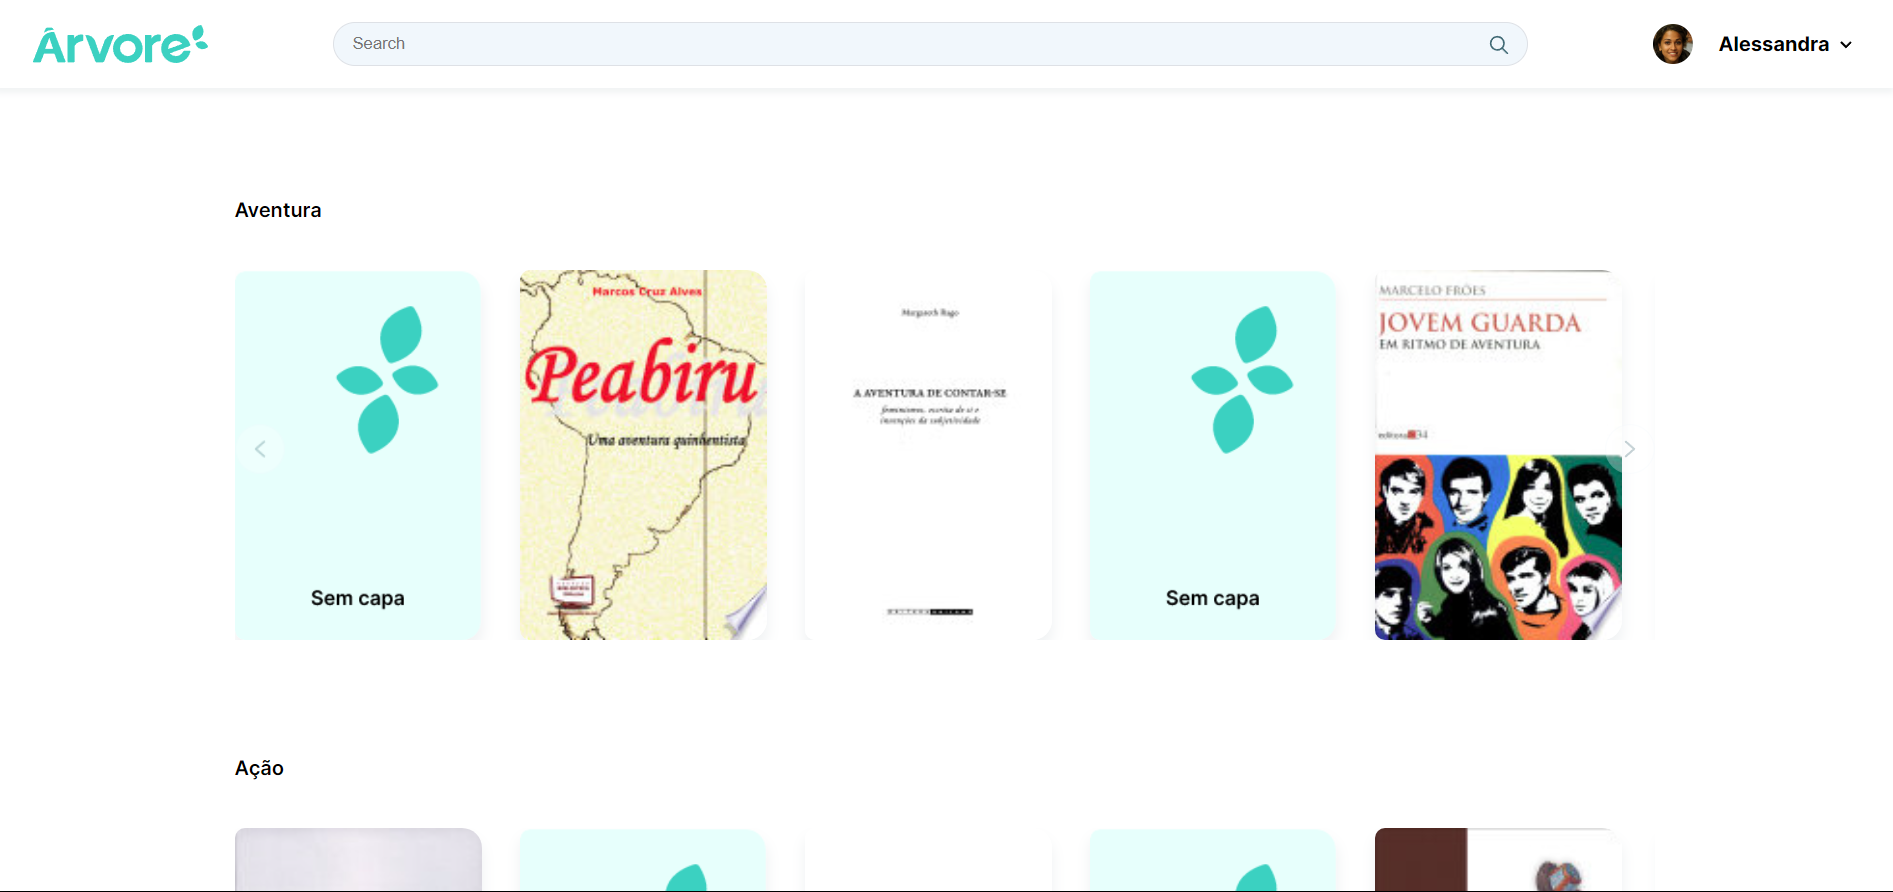 Árvore
Search
Alessandra
Aventura
Sem capa
Marcos Cruz Alves
Peabiru
Uma aventura quinhentista
Margareth Rago
A AVENTURA DE CONTAR-SE
feminismos, escrita de si e
invenções da subjetividade
Sem capa
MARCELO FRÓES
JOVEM GUARDA
EM RITMO DE AVENTURA
editora 34
Ação